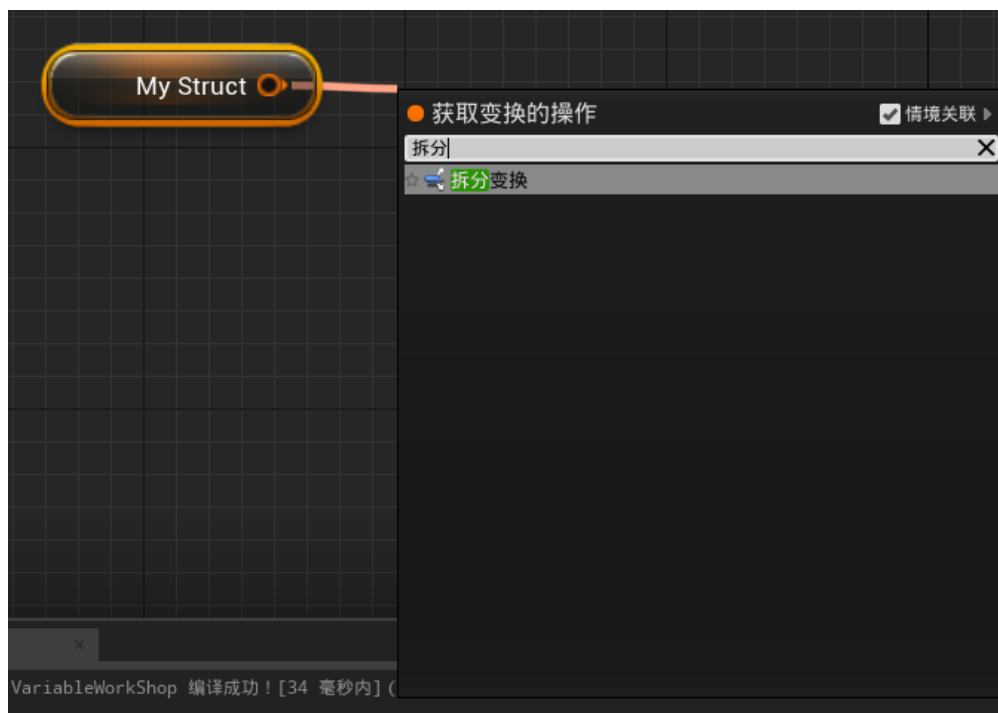 My Struct
获取变换的操作
情境关联
拆分
拆分变换
VariableWorkShop 编译成功！[34 毫秒内] (